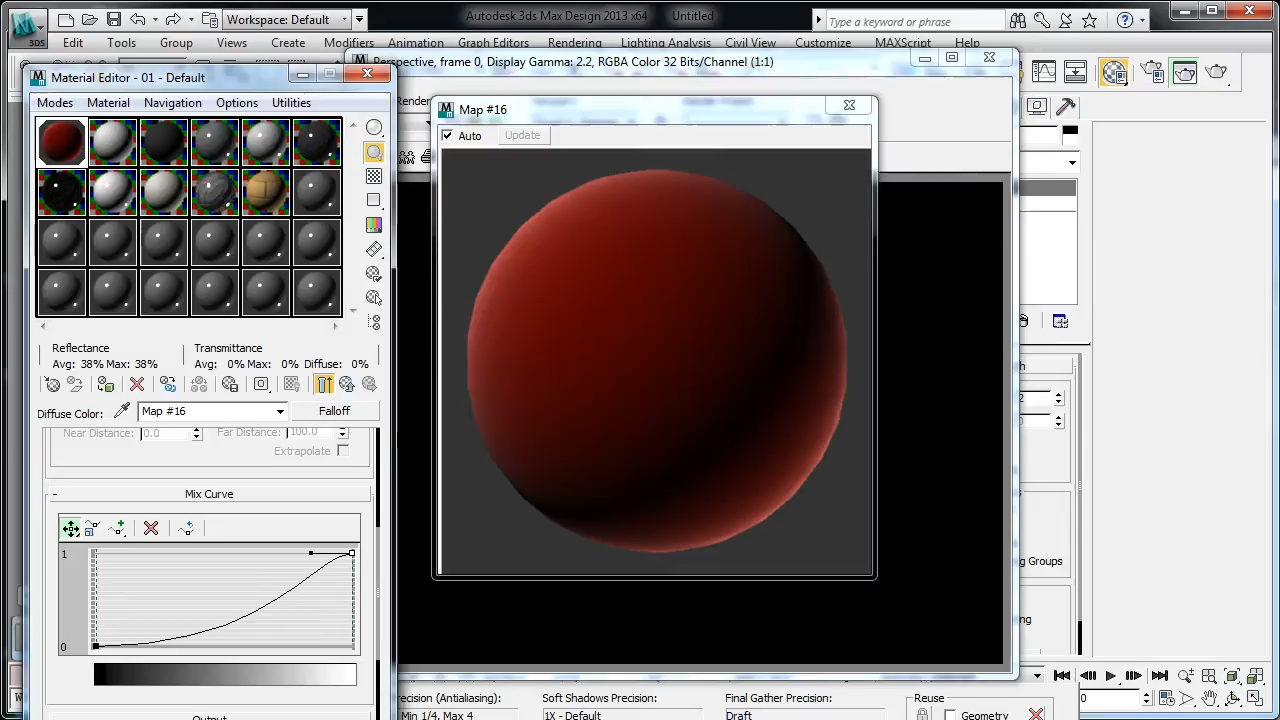 Workspace: Default
Autodesk 3ds Max Design 2013 x64
Untitled
Type a keyword or phrase
3DS
Edit Tools Group Views Create Modifiers Animation Graph Editors Rendering Lighting Analysis Civil View Customize MAXScript Help
Perspective, frame 0, Display Gamma: 2.2, RGBA Color 32 Bits/Channel (1:1)
Material Editor - 01 - Default
Modes Material Navigation Options Utilities
Map #16
Auto Update
Reflectance
Avg: 38% Max: 38%
Transmittance
Avg: 0% Max: 0% Diffuse: 0%
Diffuse Color: Map #16 Falloff
Near Distance: 0.0 Far Distance: 100.0
Extrapolate
- Mix Curve
1
0
Output
ng Groups
ng
recision (Antialiasing): Soft Shadows Precision: Final Gather Precision: Reuse
Min 1/4, Max 4 1X - Default Draft Geometry
0